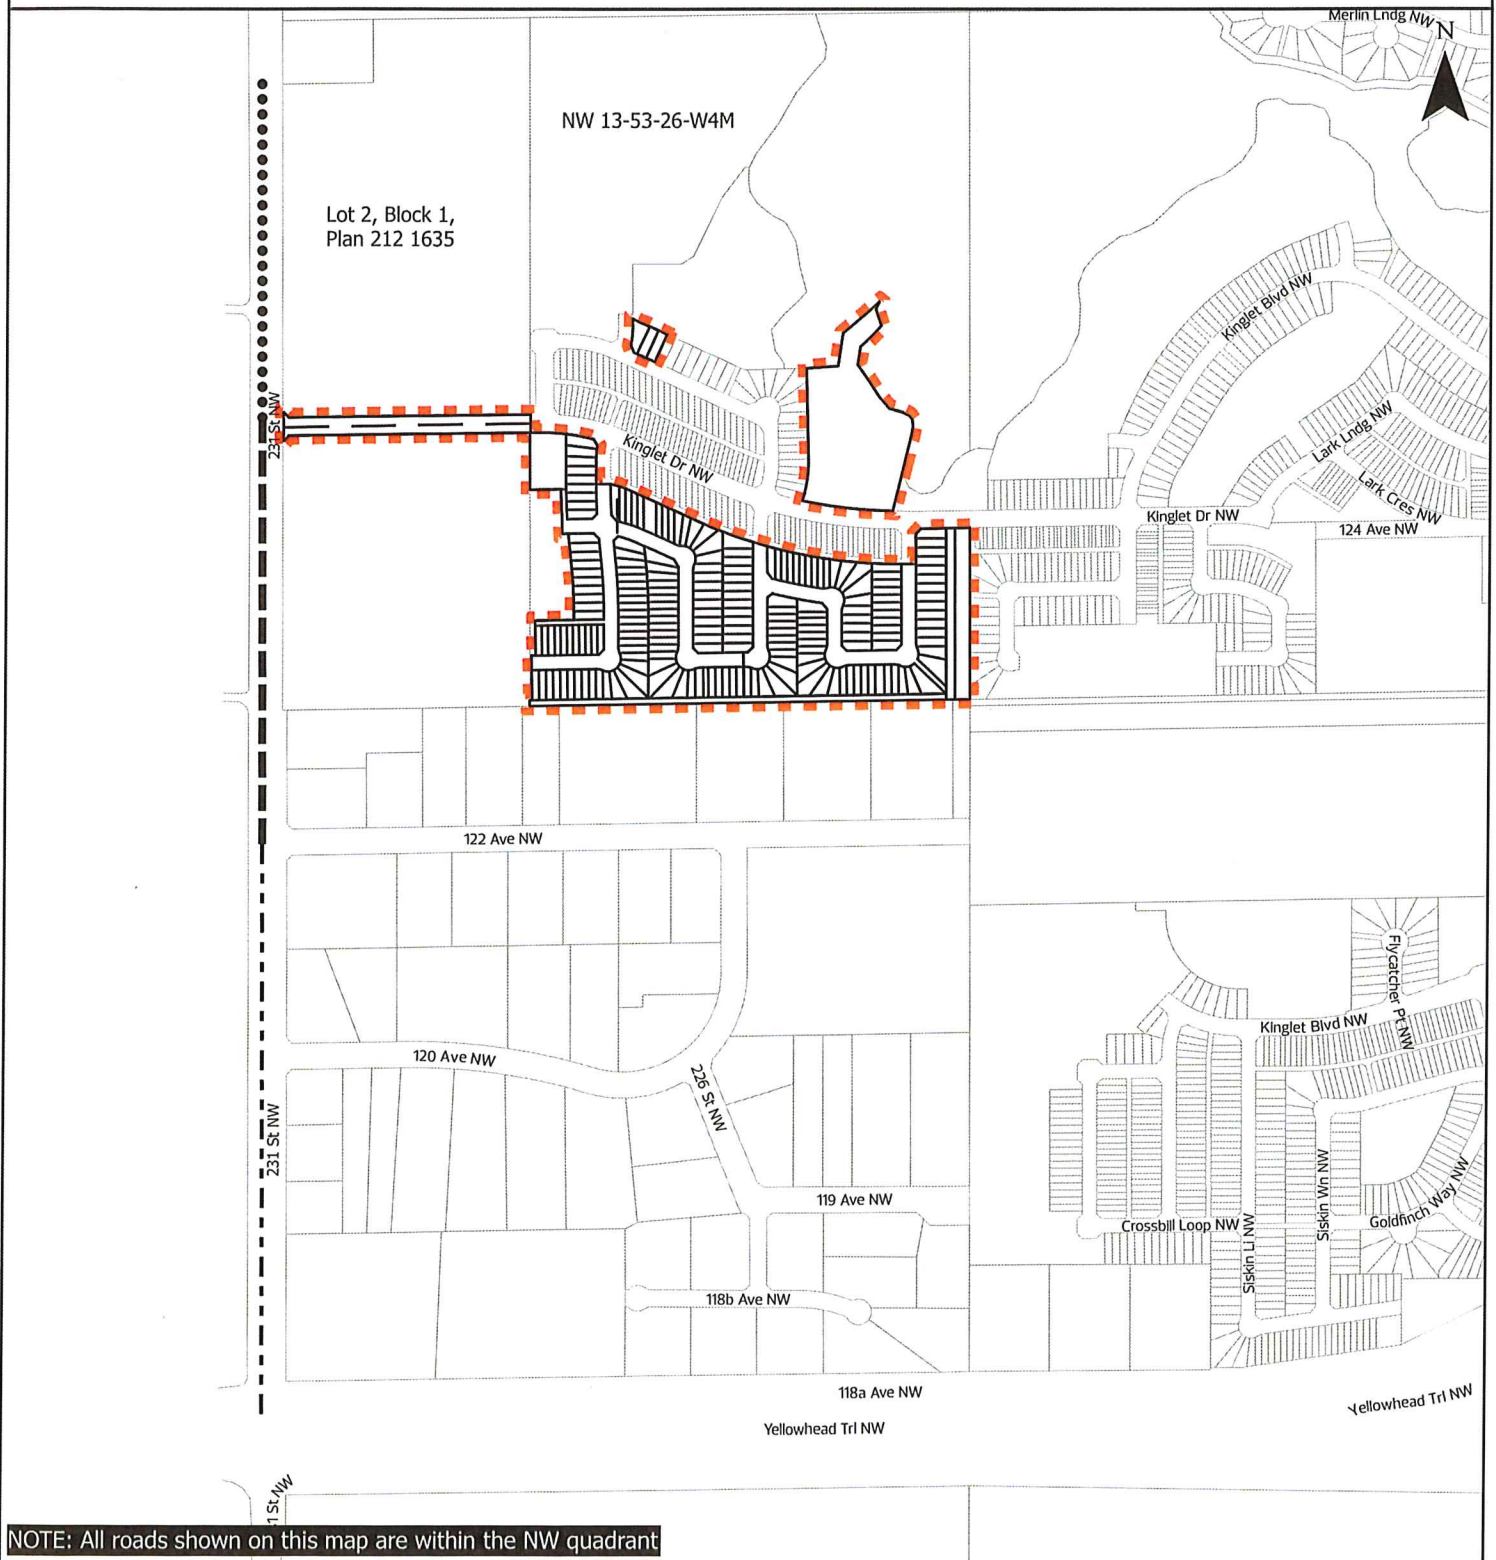 Merlin Lndg NW
N
NW 13-53-26-W4M
Lot 2, Block 1,
Plan 212 1635
Kinglet Blvd NW
231 St NW
Kinglet Dr NW
Lark Lndg NW
Lark Cres NW
Kinglet Dr NW
124 Ave NW
122 Ave NW
Flycatcher Pt NW
Kinglet Blvd NW
120 Ave NW
226 St NW
231 St NW
Siskin Wn NW
119 Ave NW
Crossbill Loop NW
Goldfinch Way NW
Siskin Li NW
118b Ave NW
118a Ave NW
Yellowhead Trl NW
Yellowhead Trl NW
1 St NW
NOTE: All roads shown on this map are within the NW quadrant